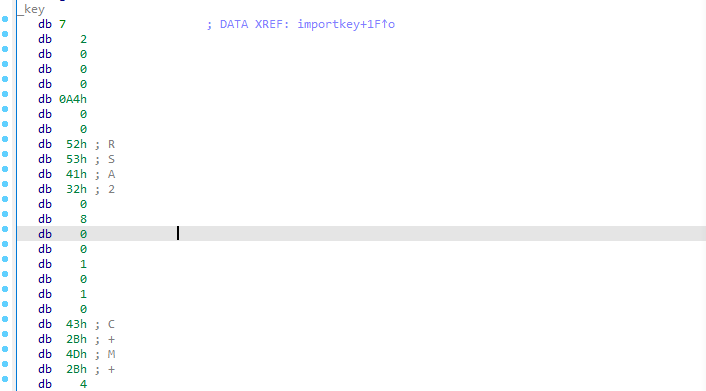 _key
db 7 ; DATA XREF: importkey+1F↑o
db 2
db 0
db 0
db 0
db 0A4h
db 0
db 0
db 52h ; R
db 53h ; S
db 41h ; A
db 32h ; 2
db 0
db 8
db 0
db 0
db 1
db 0
db 1
db 0
db 43h ; C
db 2Bh ; +
db 4Dh ; M
db 2Bh ; +
db 4